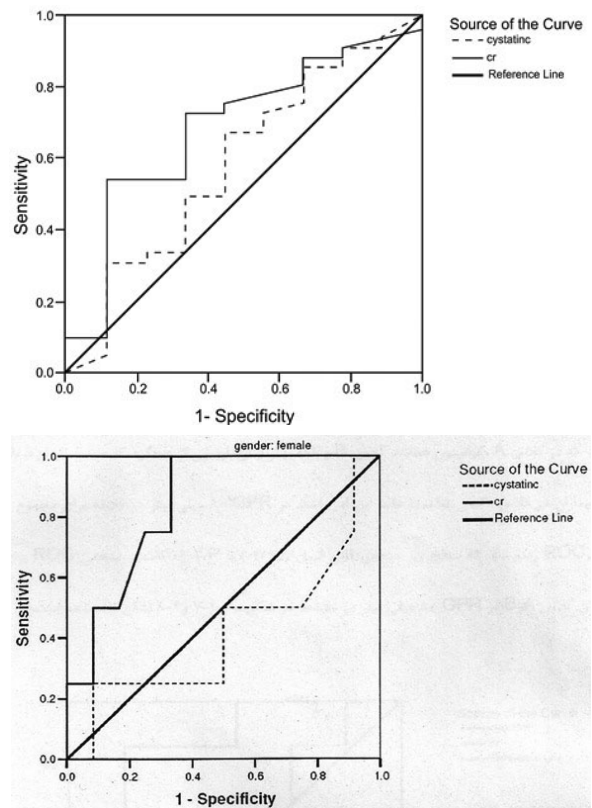 Source of the Curve
cystatinc
cr
Reference Line
1.0
0.8
0.6
0.4
0.2
0.0
Sensitivity
0.0 0.2 0.4 0.6 0.8 1.0
1- Specificity
gender: female
Source of the Curve
cystatinc
cr
Reference Line
1.0
0.8
0.6
0.4
0.2
0.0
Sensitivity
0.0 0.2 0.4 0.6 0.8 1.0
1 - Specificity